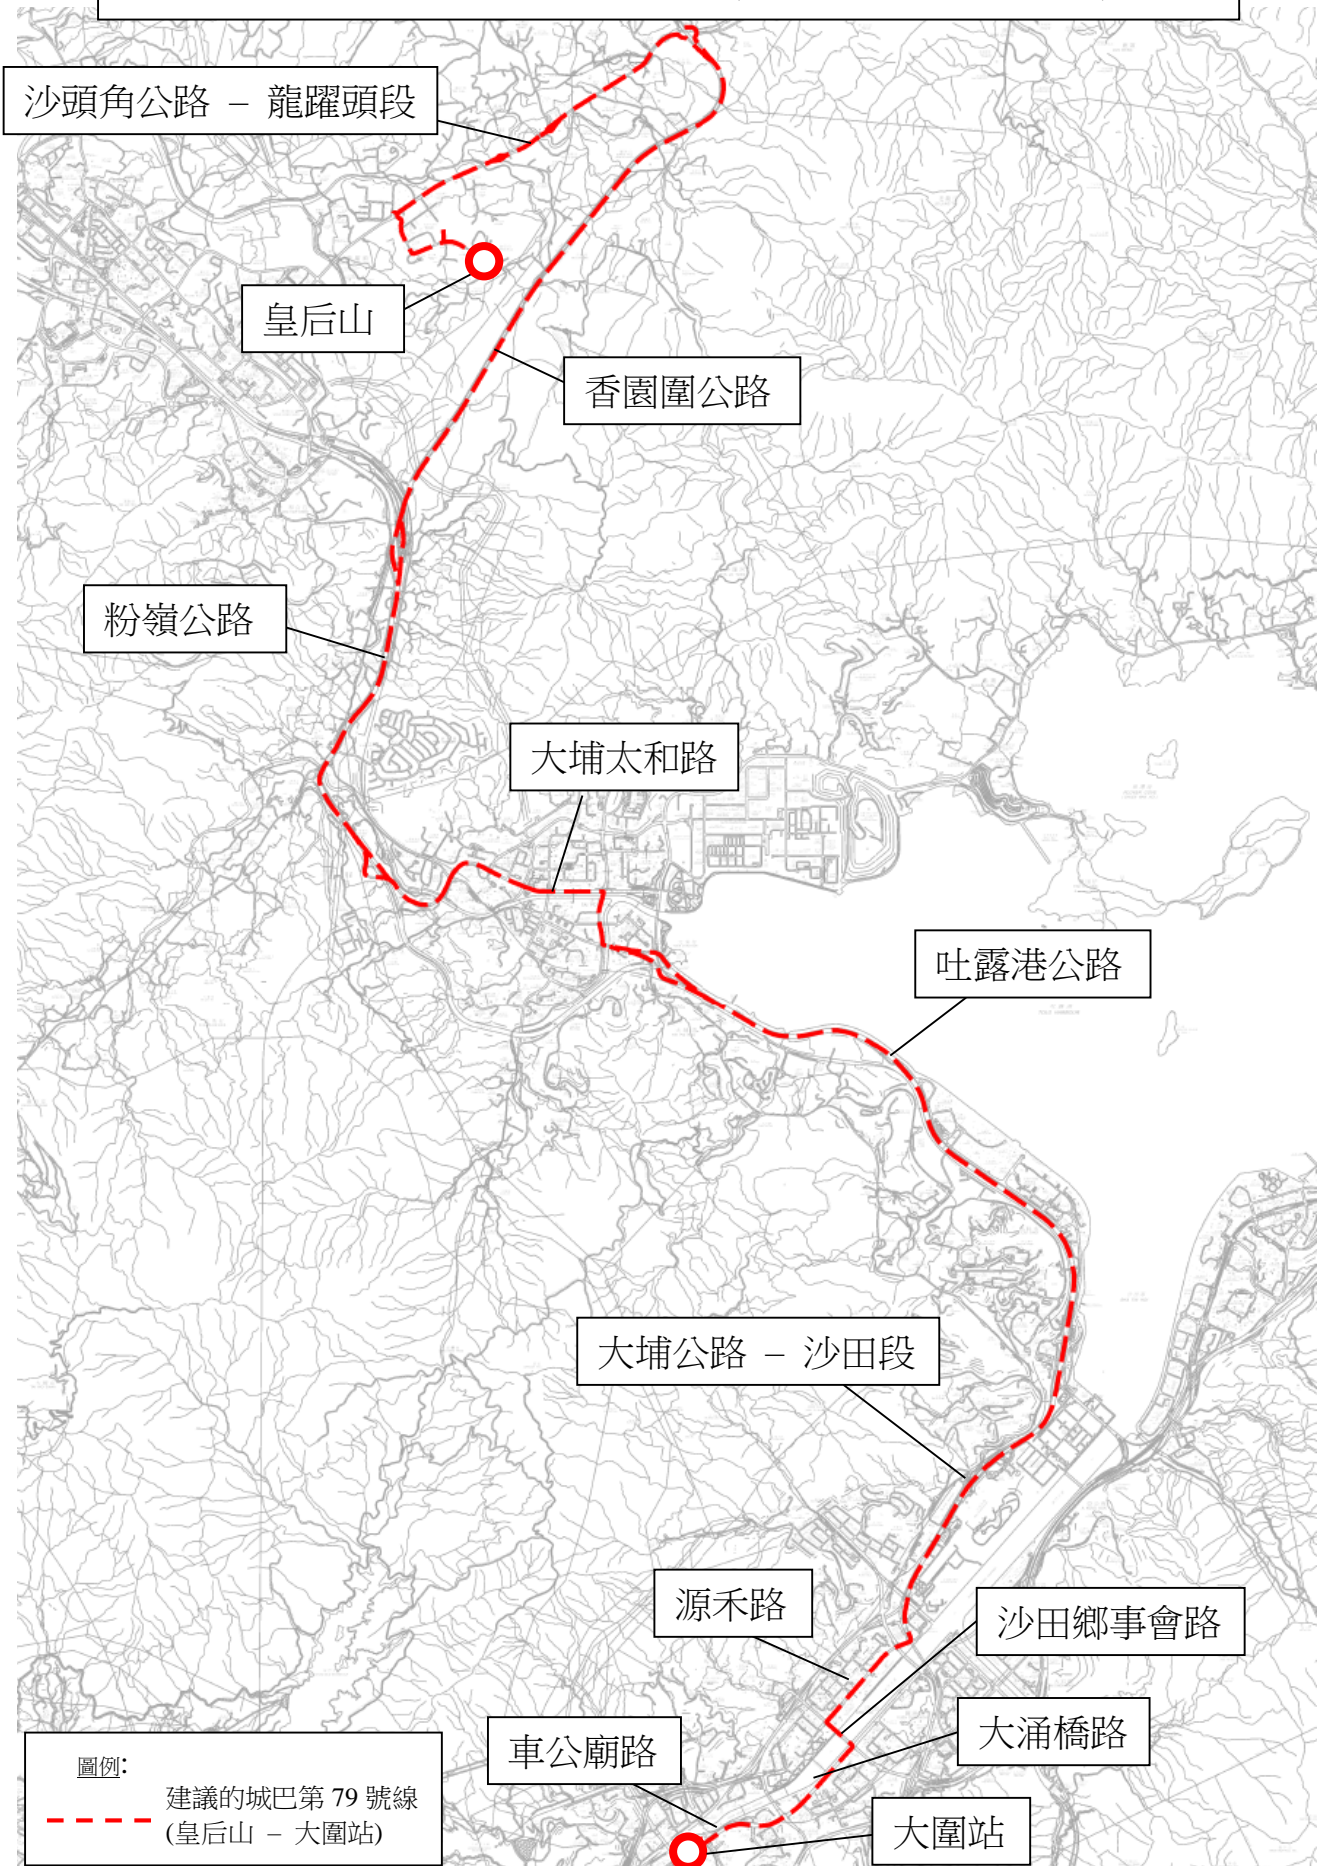 沙頭角公路 – 龍躍頭段
皇后山
香園圍公路
粉嶺公路
大埔太和路
吐露港公路
大埔公路 – 沙田段
源禾路
沙田鄉事會路
大涌橋路
車公廟路
大圍站
圖例:
建議的城巴第 79 號線
(皇后山 – 大圍站)